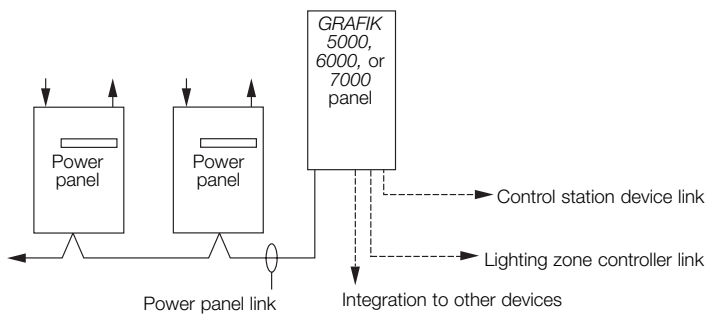 GRAFIK
5000,
6000, or
7000
panel
Power
panel
Power
panel
Control station device link
Lighting zone controller link
Power panel link
Integration to other devices